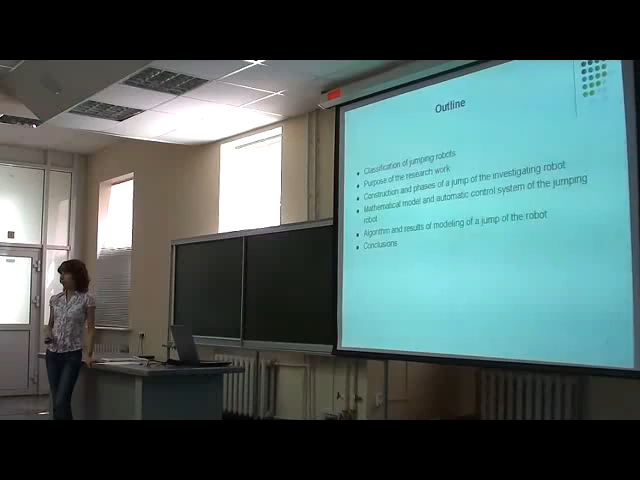 Outline
Classification of jumping robots
Purpose of the research work
Construction and phases of a jump of the investigating robot
Mathematical model and automatic control system of the jumping
robot
Algorithm and results of modeling of a jump of the robot
Conclusions